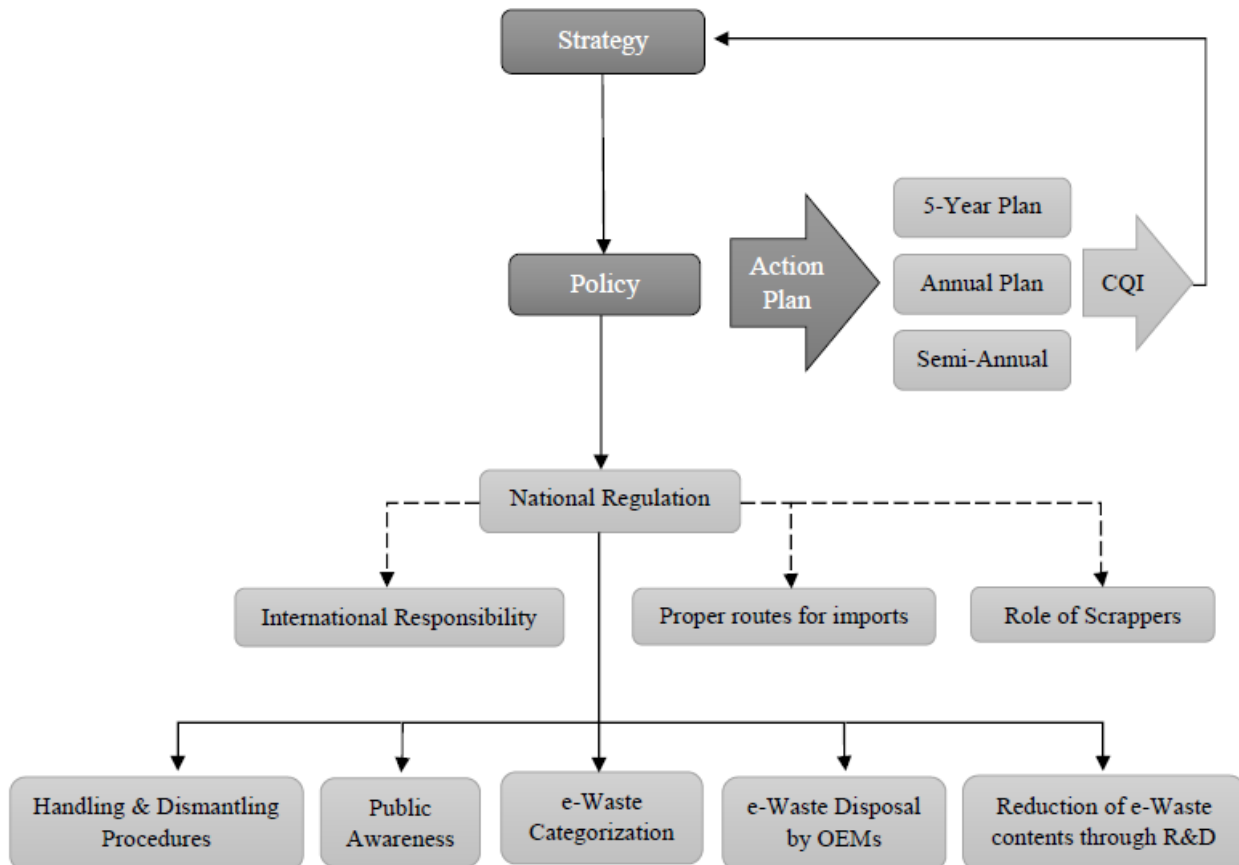 Strategy
5-Year Plan
Policy
Action
Plan
Annual Plan
CQI
Semi-Annual
National Regulation
International Responsibility
Proper routes for imports
Role of Scrappers
Handling & Dismantling
Procedures
Public
Awareness
e-Waste
Categorization
e-Waste Disposal
by OEMs
Reduction of e-Waste
contents through R&D